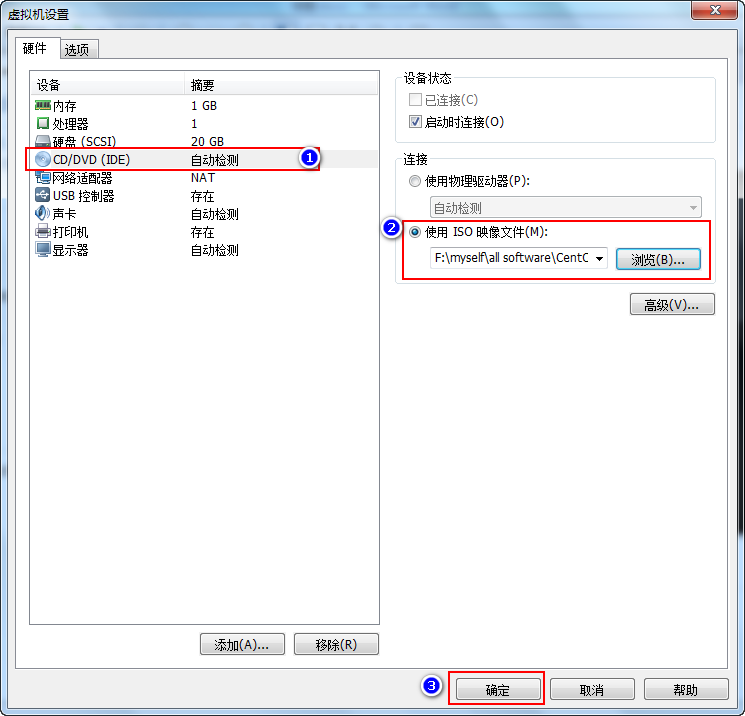 虚拟机设置
硬件 选项
设备 摘要
内存 1 GB
处理器 1
硬盘 (SCSI) 20 GB
CD/DVD (IDE) 自动检测 1
网络适配器 NAT
USB 控制器 存在
声卡 自动检测
打印机 存在
显示器 自动检测
添加(A)... 移除(R)
设备状态
已连接(C)
启动时连接(O)
连接
使用物理驱动器(P):
自动检测
2 使用 ISO 映像文件(M):
F:\myself\all software\CentC 浏览(B)...
高级(V)...
3 确定 取消 帮助